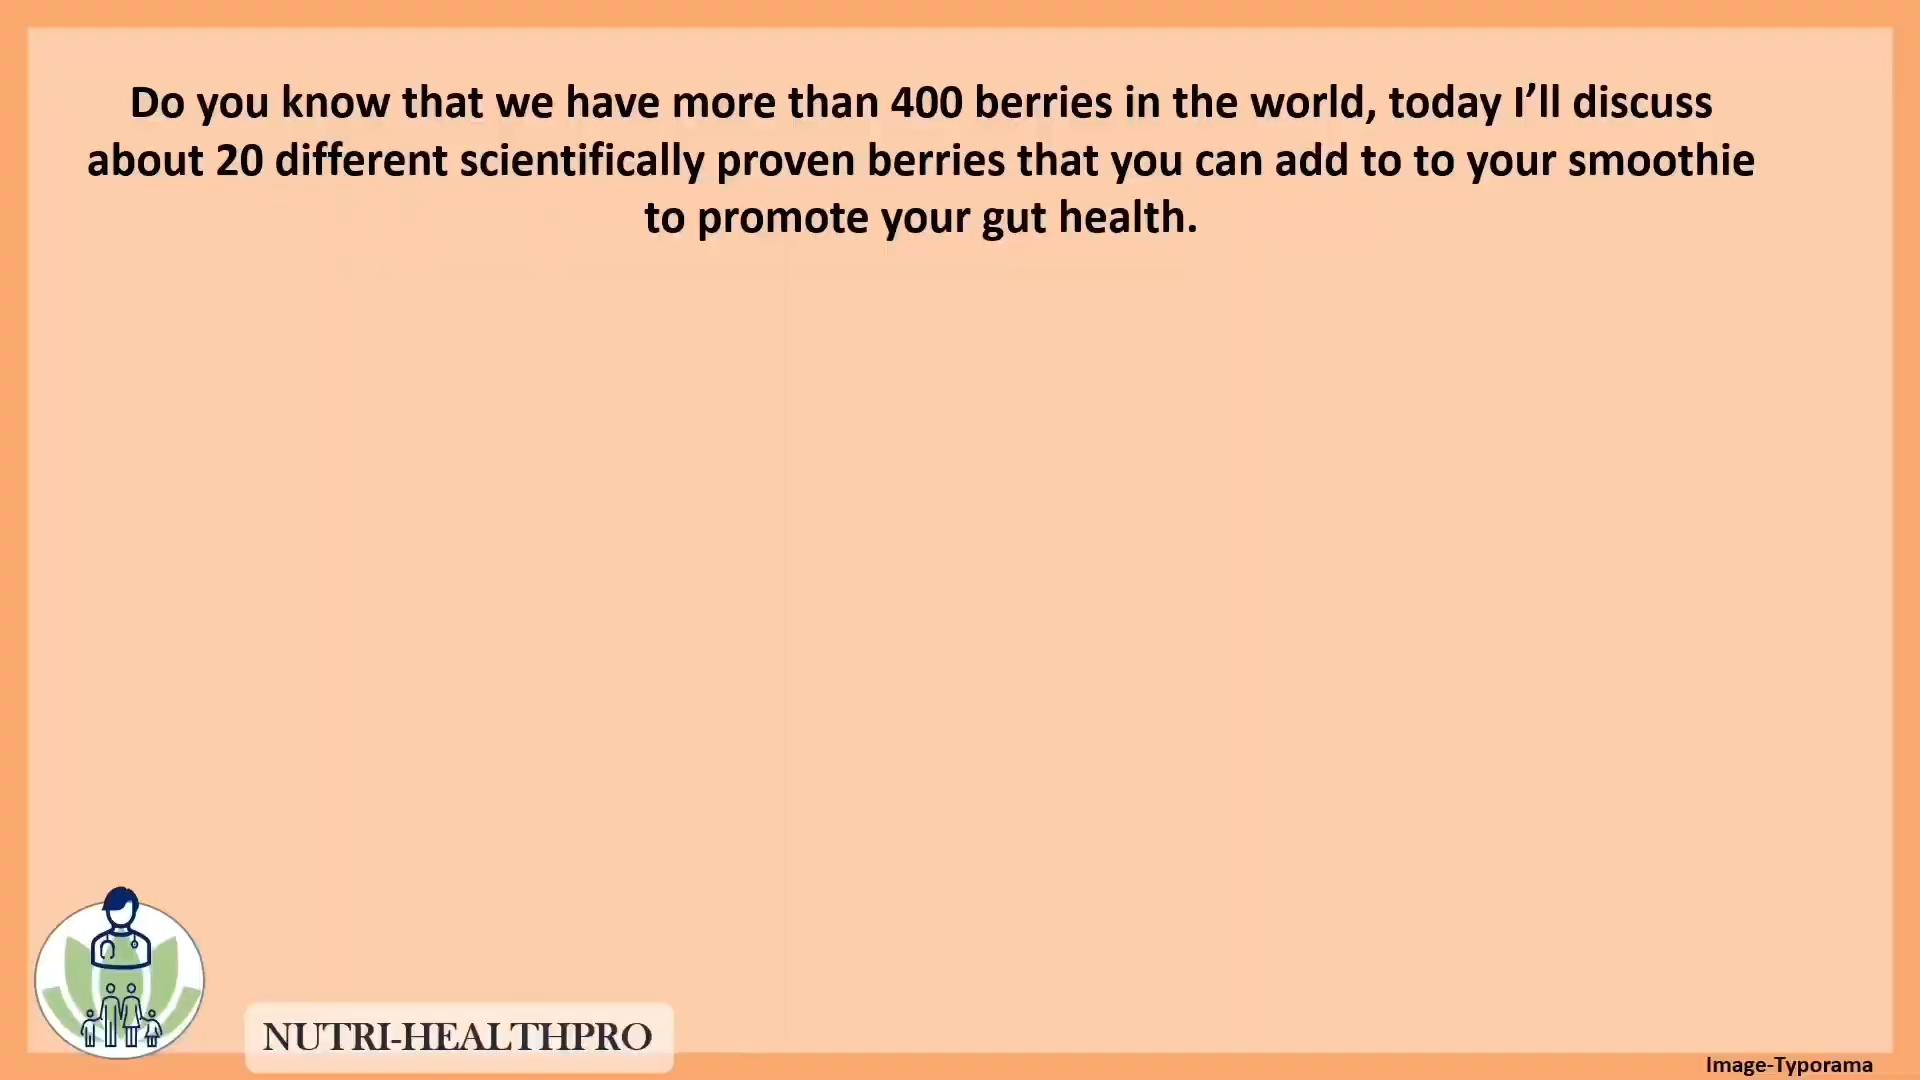 Do you know that we have more than 400 berries in the world, today I’ll discuss
about 20 different scientifically proven berries that you can add to to your smoothie
to promote your gut health.
NUTRI-HEALTHPRO
Image-Typorama